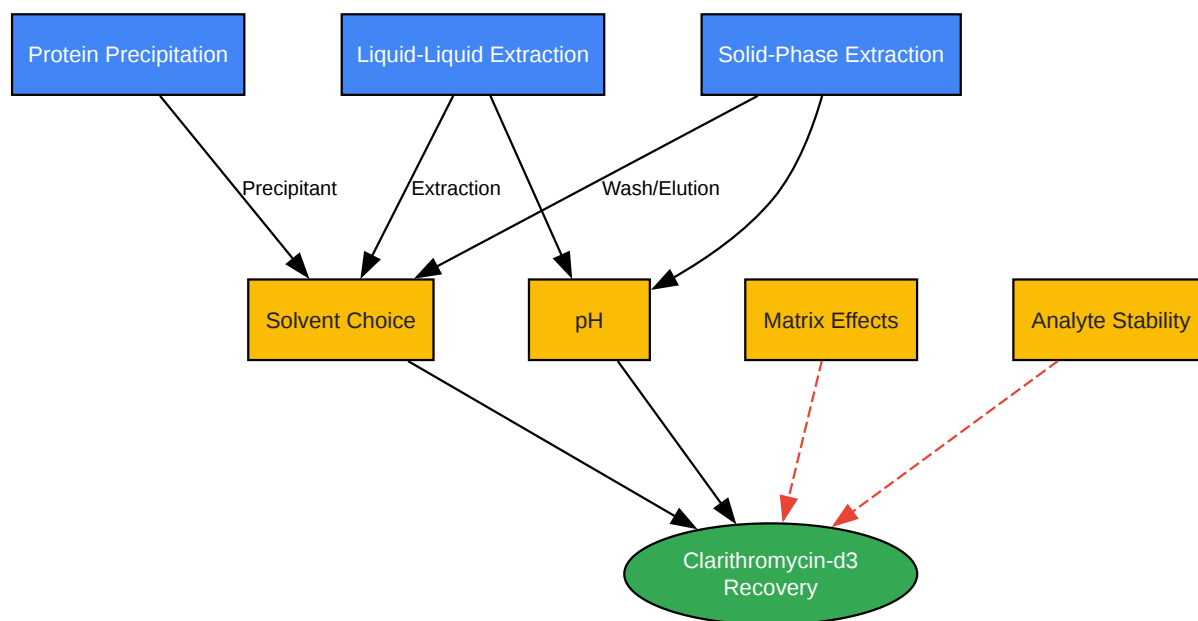 Protein Precipitation
Liquid-Liquid Extraction
Solid-Phase Extraction
Precipitant
Extraction
Wash/Elution
Solvent Choice
pH
Matrix Effects
Analyte Stability
Clarithromycin-d3
Recovery